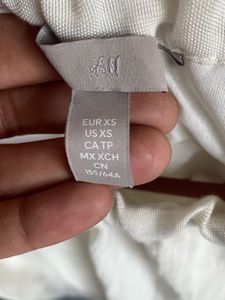 H&M
EUR XS
US XS
CA TP
MX XCH
CN
155/64A